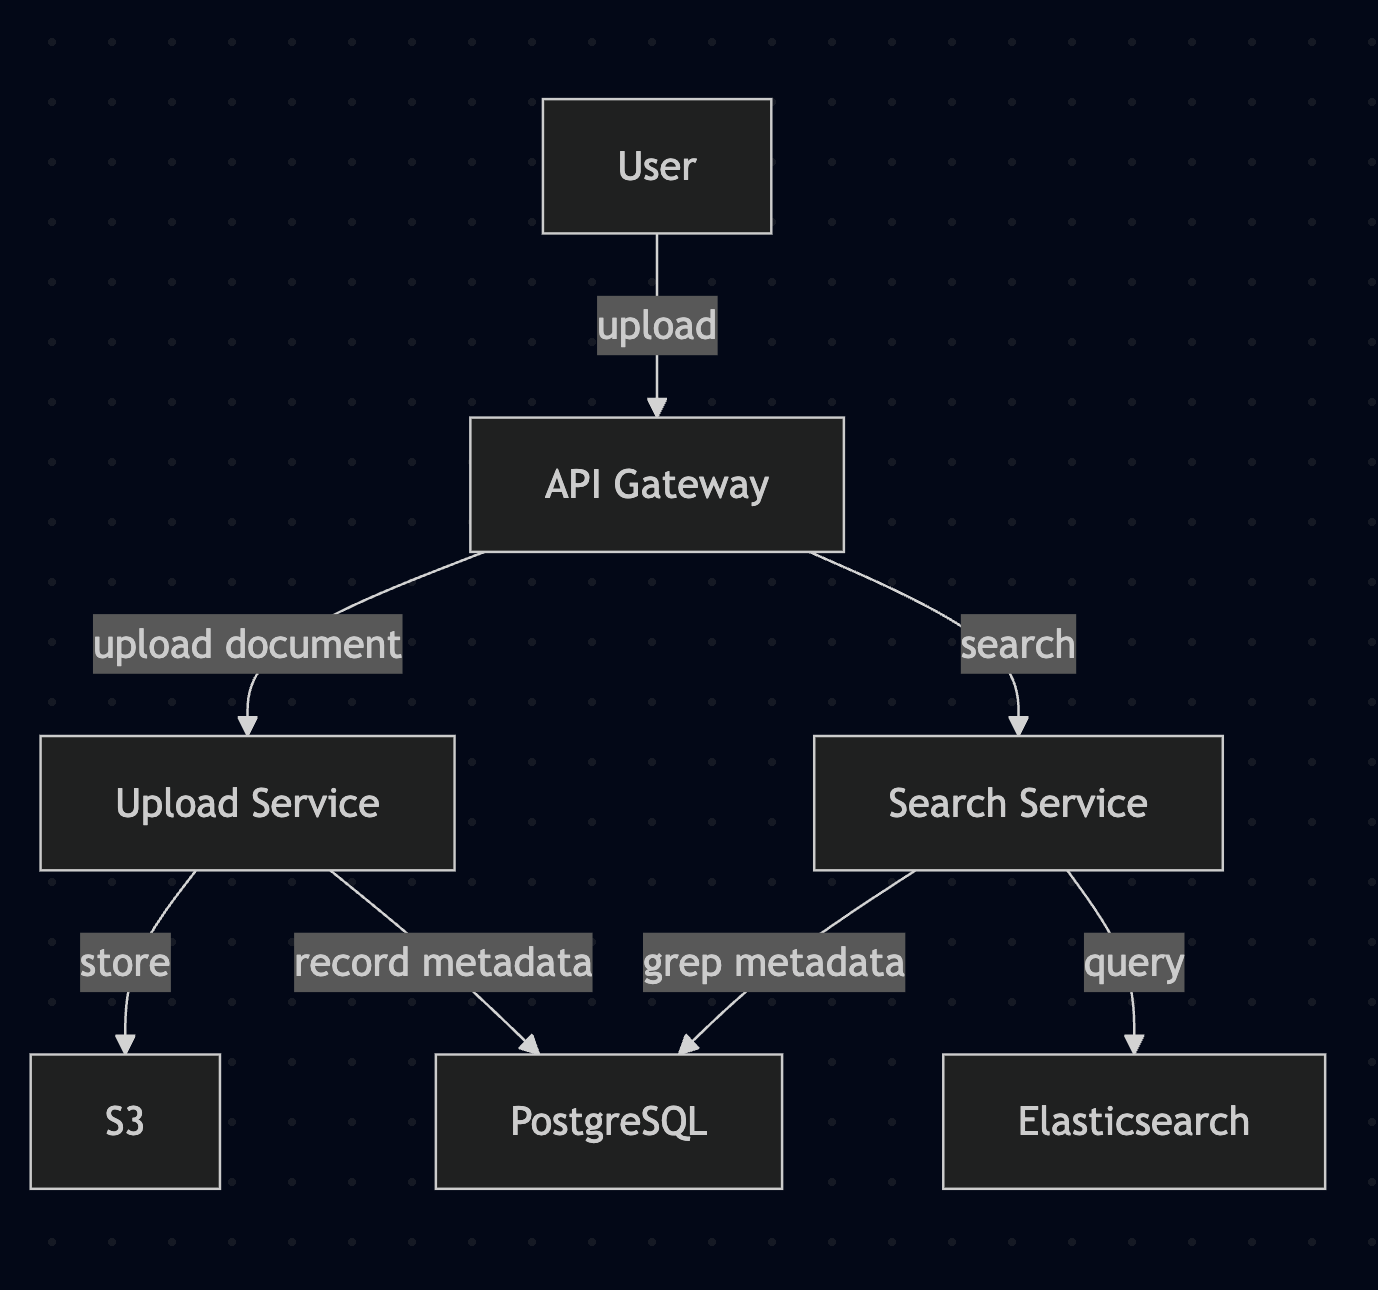 User
upload
API Gateway
upload document
search
Upload Service
Search Service
store
record metadata
grep metadata
query
S3
PostgreSQL
Elasticsearch